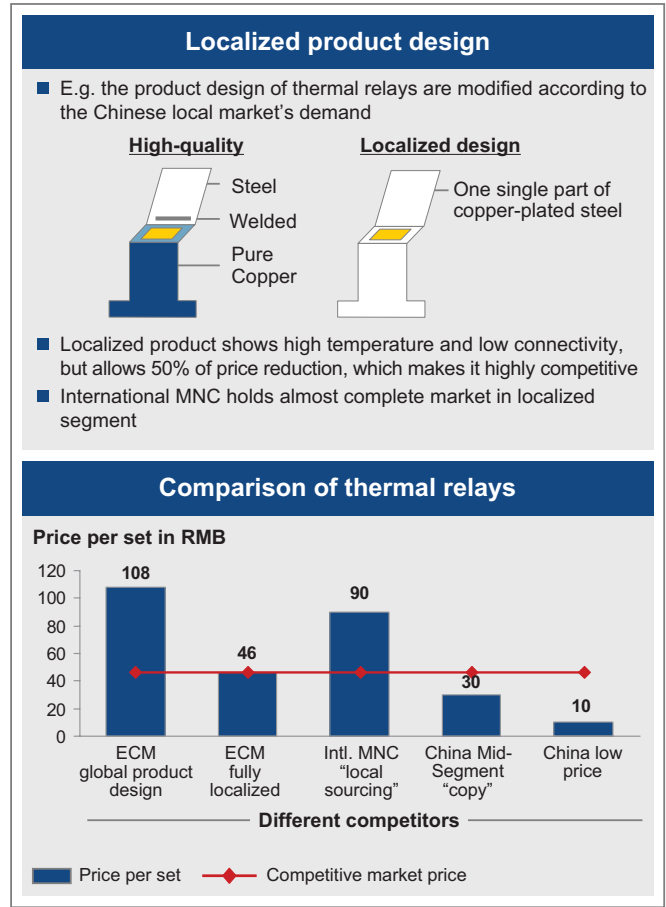 Localized product design
E.g. the product design of thermal relays are modified according to
the Chinese local market's demand
High-quality
Localized design
Steel
Welded
Pure
Copper
One single part of
copper-plated steel
Localized product shows high temperature and low connectivity,
but allows 50% of price reduction, which makes it highly competitive
International MNC holds almost complete market in localized
segment
Comparison of thermal relays
Price per set in RMB
120
100
80
60
40
20
0
108
46
90
30
10
ECM
global product
design
ECM
fully
localized
Intl. MNC
“local
sourcing”
China Mid-
Segment
“copy”
China low
price
Different competitors
Price per set
Competitive market price